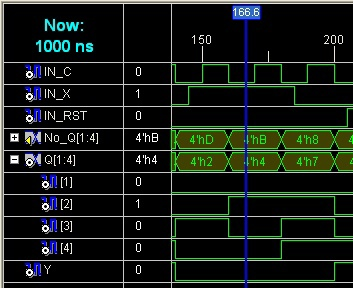 166.6
Now:
1000 ns
150 200
IN_C 0
IN_X 1
IN_RST 0
No_Q[1:4] 4'hB 4'hD 4'hB 4'h8
Q[1:4] 4'h4 4'h2 4'h4 4'h7
[1] 0
[2] 1
[3] 0
[4] 0
Y 0